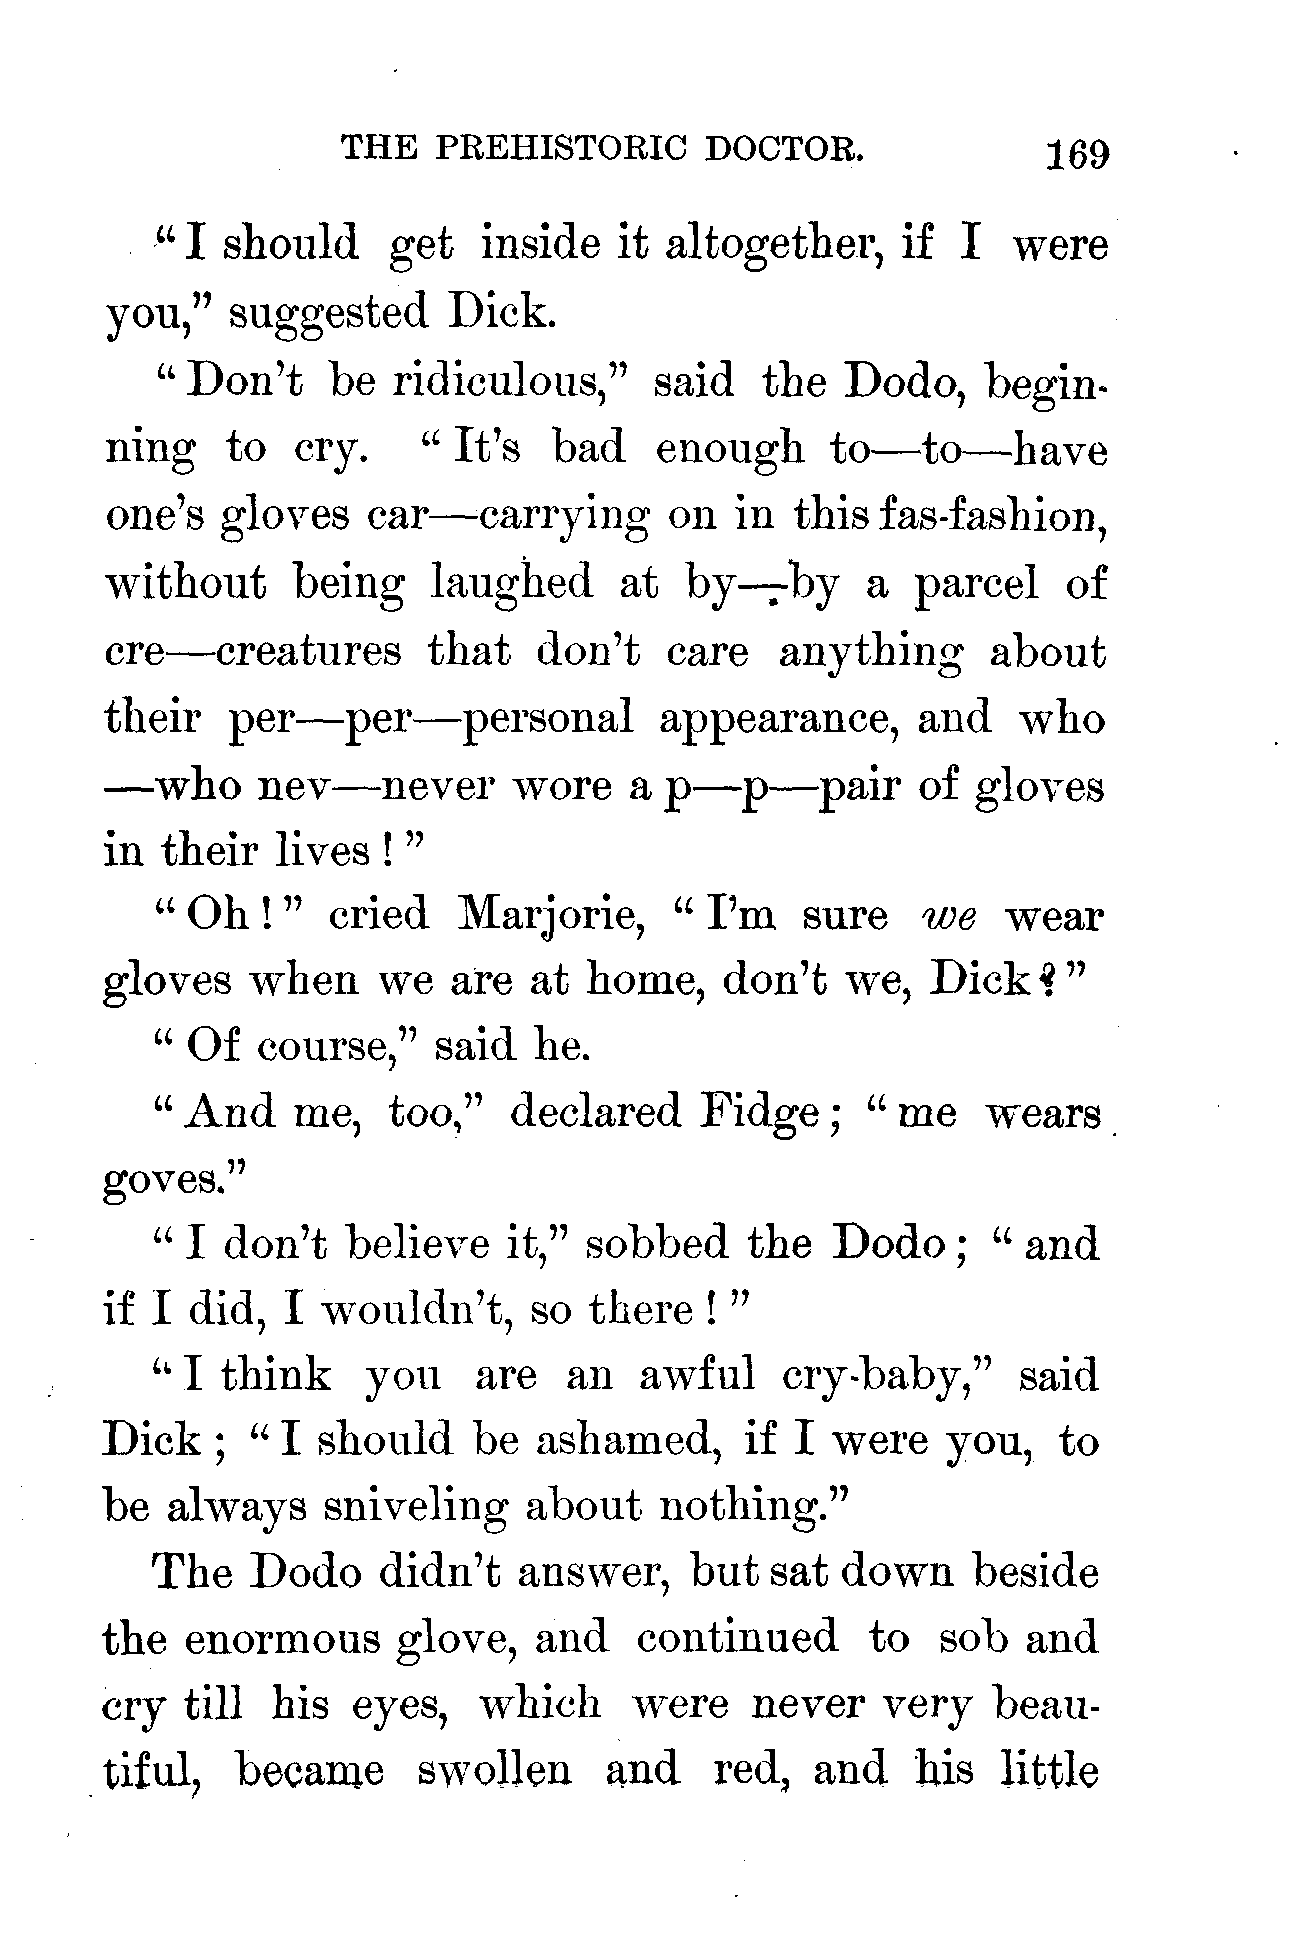 THE PREHISTORIC DOCTOR. 169
"I should get inside it altogether, if I were
you," suggested Dick.
"Don't be ridiculous," said the Dodo, begin-
ning to cry. "It's bad enough to—to—have
one's gloves car—carrying on in this fas-fashion,
without being laughed at by—by a parcel of
cre—creatures that don't care anything about
their per—per—personal appearance, and who
—who nev—never wore a p—p—pair of gloves
in their lives!"
"Oh!" cried Marjorie, "I'm sure we wear
gloves when we are at home, don't we, Dick?"
"Of course," said he.
"And me, too," declared Fidge; "me wears
goves."
"I don't believe it," sobbed the Dodo; "and
if I did, I wouldn't, so there!"
"I think you are an awful cry-baby," said
Dick; "I should be ashamed, if I were you, to
be always sniveling about nothing."
The Dodo didn't answer, but sat down beside
the enormous glove, and continued to sob and
cry till his eyes, which were never very beau-
tiful, became swollen and red, and his little